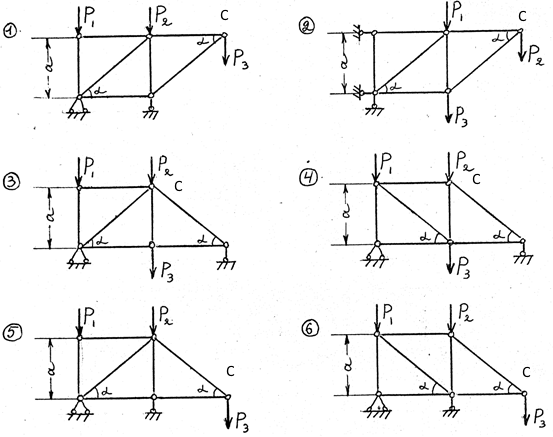 ① P₁ P₂ C
a α α P₃
② P₁ C
a α α P₂
P₃
③ P₁ P₂ C
a α α
P₃
④ P₁ P₂ C
a α α
P₃
⑤ P₁ P₂ C
a α α P₃
⑥ P₁ P₂ C
a α α P₃